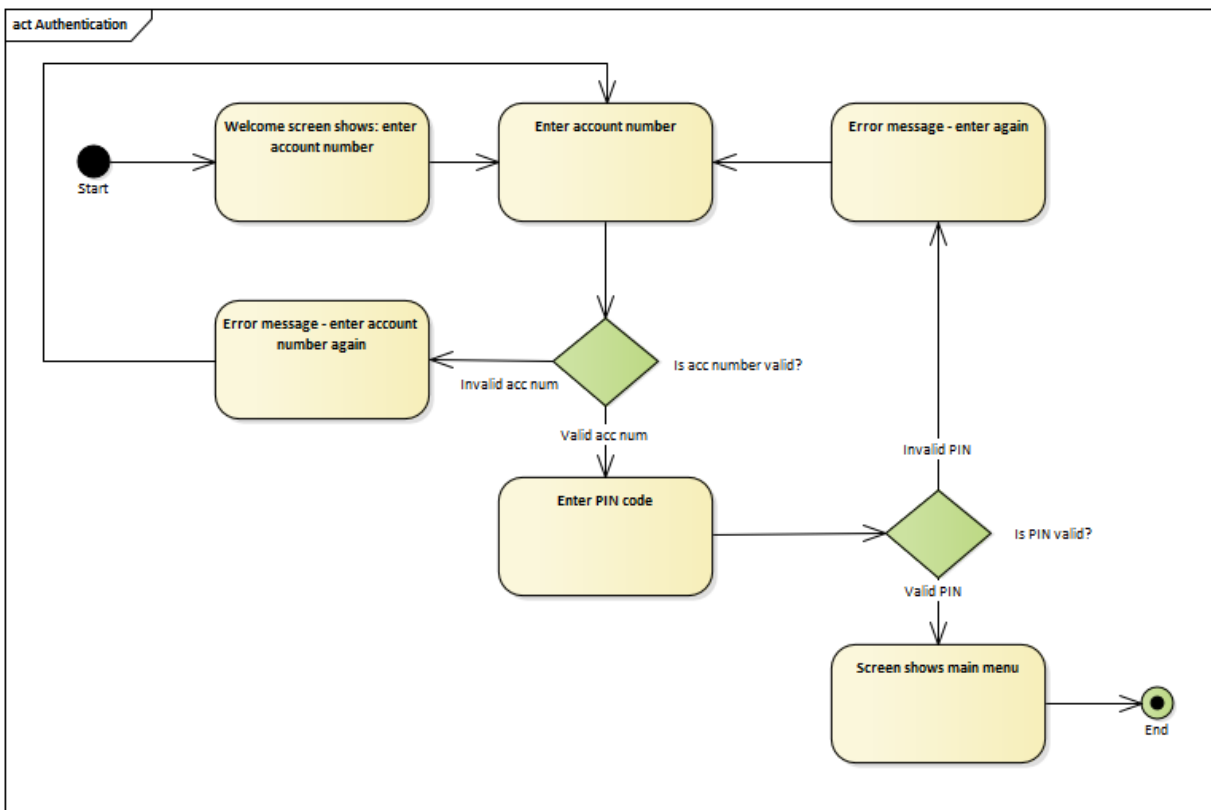 act Authentication
Welcome screen shows: enter
account number
Enter account number
Error message - enter again
Start
Error message - enter account
number again
Is acc number valid?
Invalid acc num
Valid acc num
Invalid PIN
Enter PIN code
Is PIN valid?
Valid PIN
Screen shows main menu
End